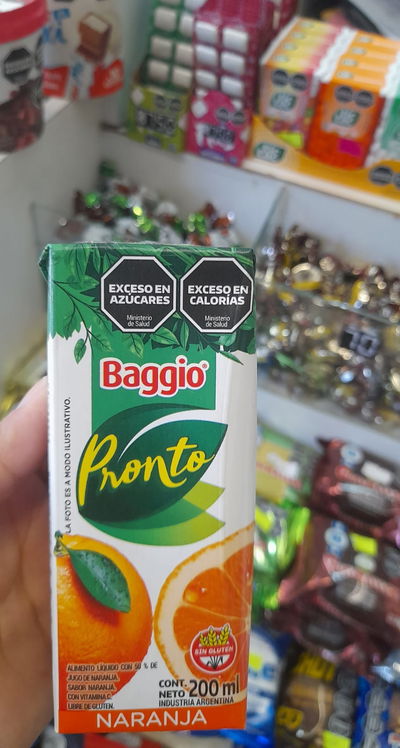 EXCESO EN
AZÚCARES
Ministerio
de Salud
EXCESO EN
CALORÍAS
Ministerio
de Salud
Baggio
Pronto
LA FOTO ES A MODO ILUSTRATIVO.
SIN GLUTEN
ALIMENTO LÍQUIDO CON 50 % DE
JUGO DE NARANJA
SABOR NARANJA,
CON VITAMINA C.
LIBRE DE GLUTEN.
CONT.
NETO 200 ml
INDUSTRIA ARGENTINA
NARANJA